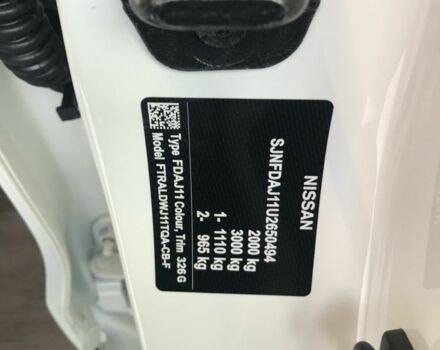 NISSAN
SJNFDAJ11U2650494
2000 kg
3000 kg
1- 1110 kg
2- 965 kg
Type FDAJ11 Colour, Trim 326 G
Model FTRALDWJ11TQA-CB-F